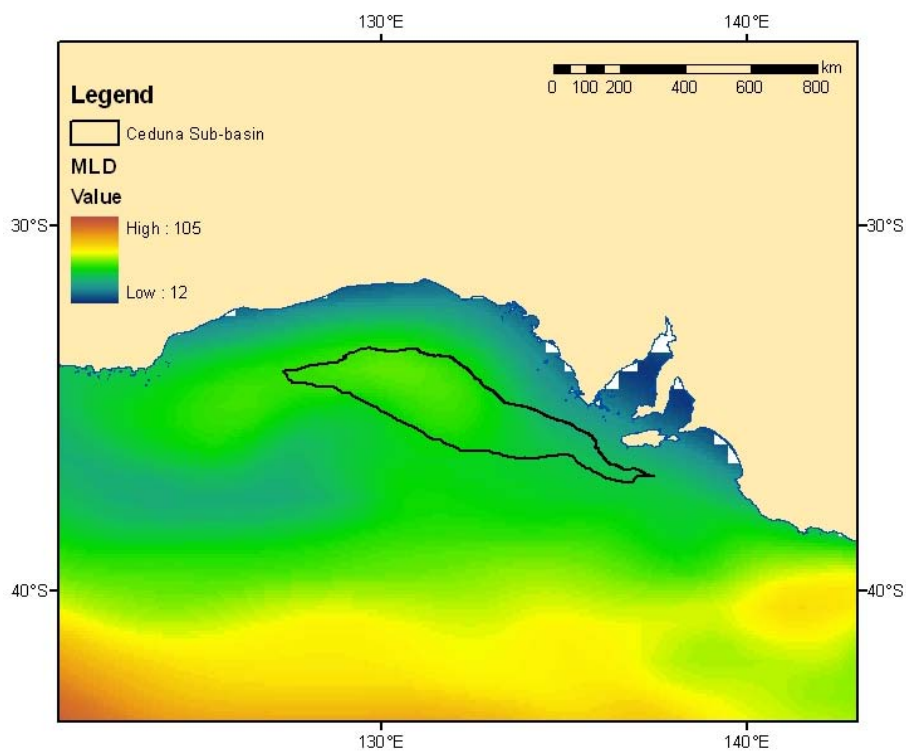 130°E 140°E
Legend
Ceduna Sub-basin
MLD
Value
High : 105
Low : 12
km
0 100 200 400 600 800
30°S 30°S
40°S 40°S
130°E 140°E